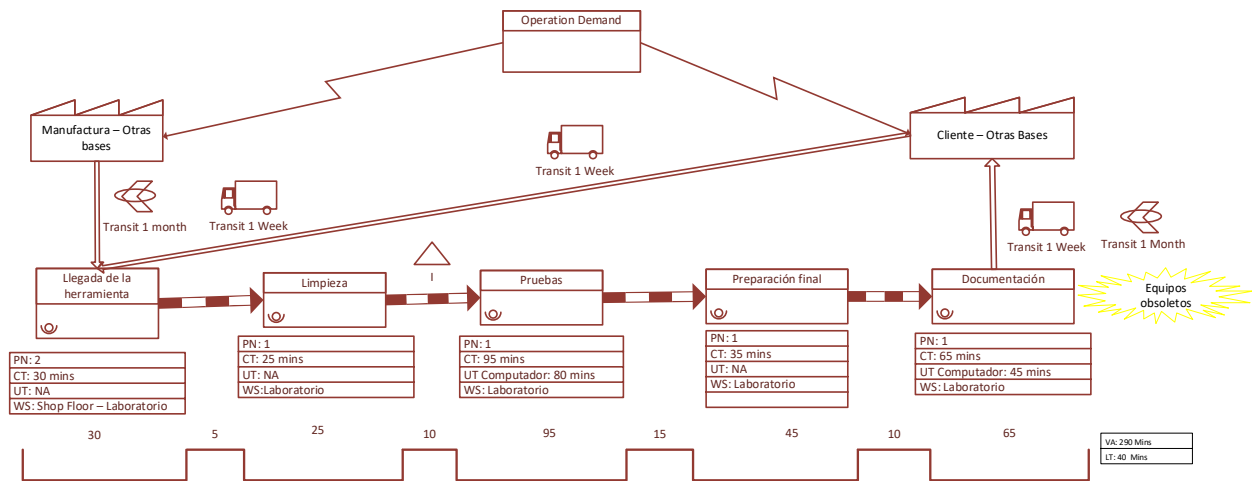 Operation Demand
Manufactura – Otras
bases
Cliente – Otras Bases
Transit 1 Week
Transit 1 month
Transit 1 Week
Transit 1 Week
Transit 1 Month
Llegada de la
herramienta
Limpieza
I
Pruebas
Preparación final
Documentación
Equipos
obsoletos
PN: 2
CT: 30 mins
UT: NA
WS: Shop Floor – Laboratorio
PN: 1
CT: 25 mins
UT: NA
WS:Laboratorio
PN: 1
CT: 95 mins
UT Computador: 80 mins
WS: Laboratorio
PN: 1
CT: 35 mins
UT: NA
WS: Laboratorio
PN: 1
CT: 65 mins
UT Computador: 45 mins
WS: Laboratorio
30
5
25
10
95
15
45
10
65
VA: 290 Mins
LT: 40 Mins